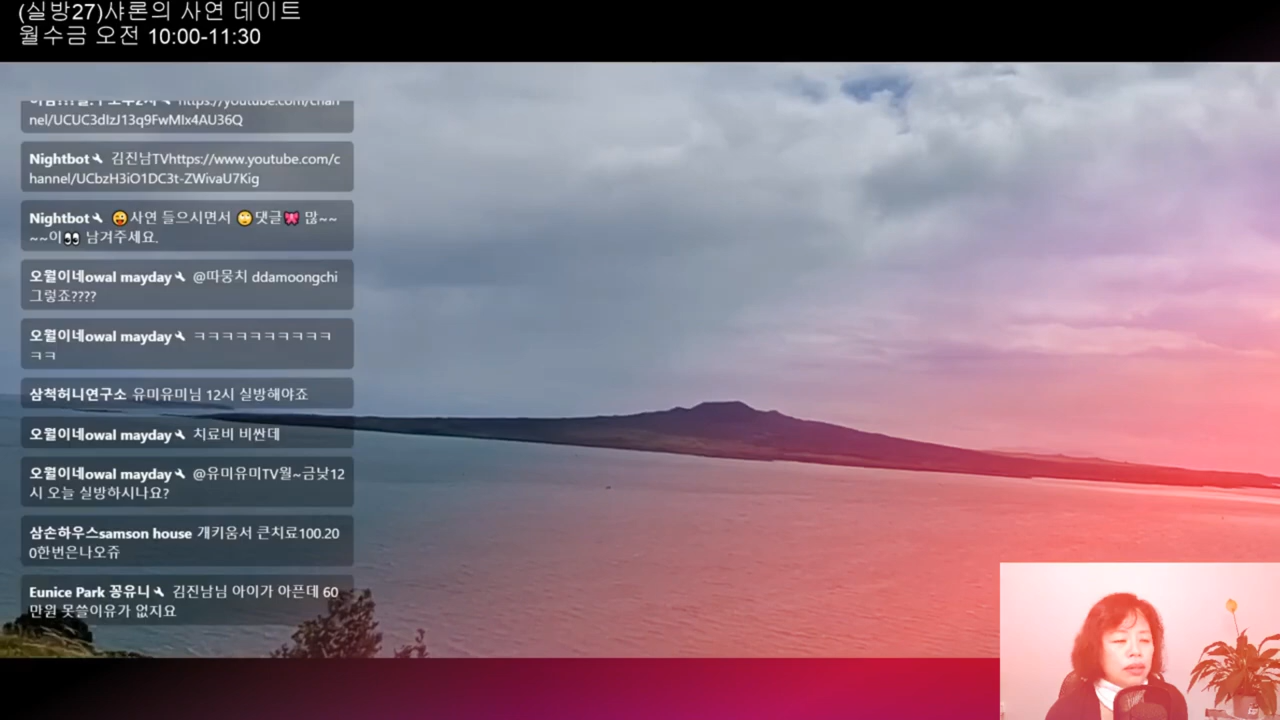 (실방27)샤론의 사연 데이트
월수금 오전 10:00-11:30
https://youtube.com/chan
nel/UCUC3dIzJ13q9FwMIx4AU36Q
Nightbot 김진남TVhttps://www.youtube.com/c
hannel/UCbzH3iO1DC3t-ZWivaU7Kig
Nightbot 😜사연 들으시면서 🙄댓글🎀 많~~
~~이👀 남겨주세요.
오월이네owal mayday @따뭉치 ddamoongchi
그렇죠????
오월이네owal mayday ㅋㅋㅋㅋㅋㅋㅋㅋㅋㅋ
ㅋㅋ
삼척허니연구소 유미유미님 12시 실방해야죠
오월이네owal mayday 치료비 비싼데
오월이네owal mayday @유미유미TV월~금낮12
시 오늘 실방하시나요?
삼손하우스samson house 개키움서 큰치료100.20
0한번은나오쥬
Eunice Park 꽁유니 김진남님 아이가 아픈데 60
만원 못쓸이유가 없지요